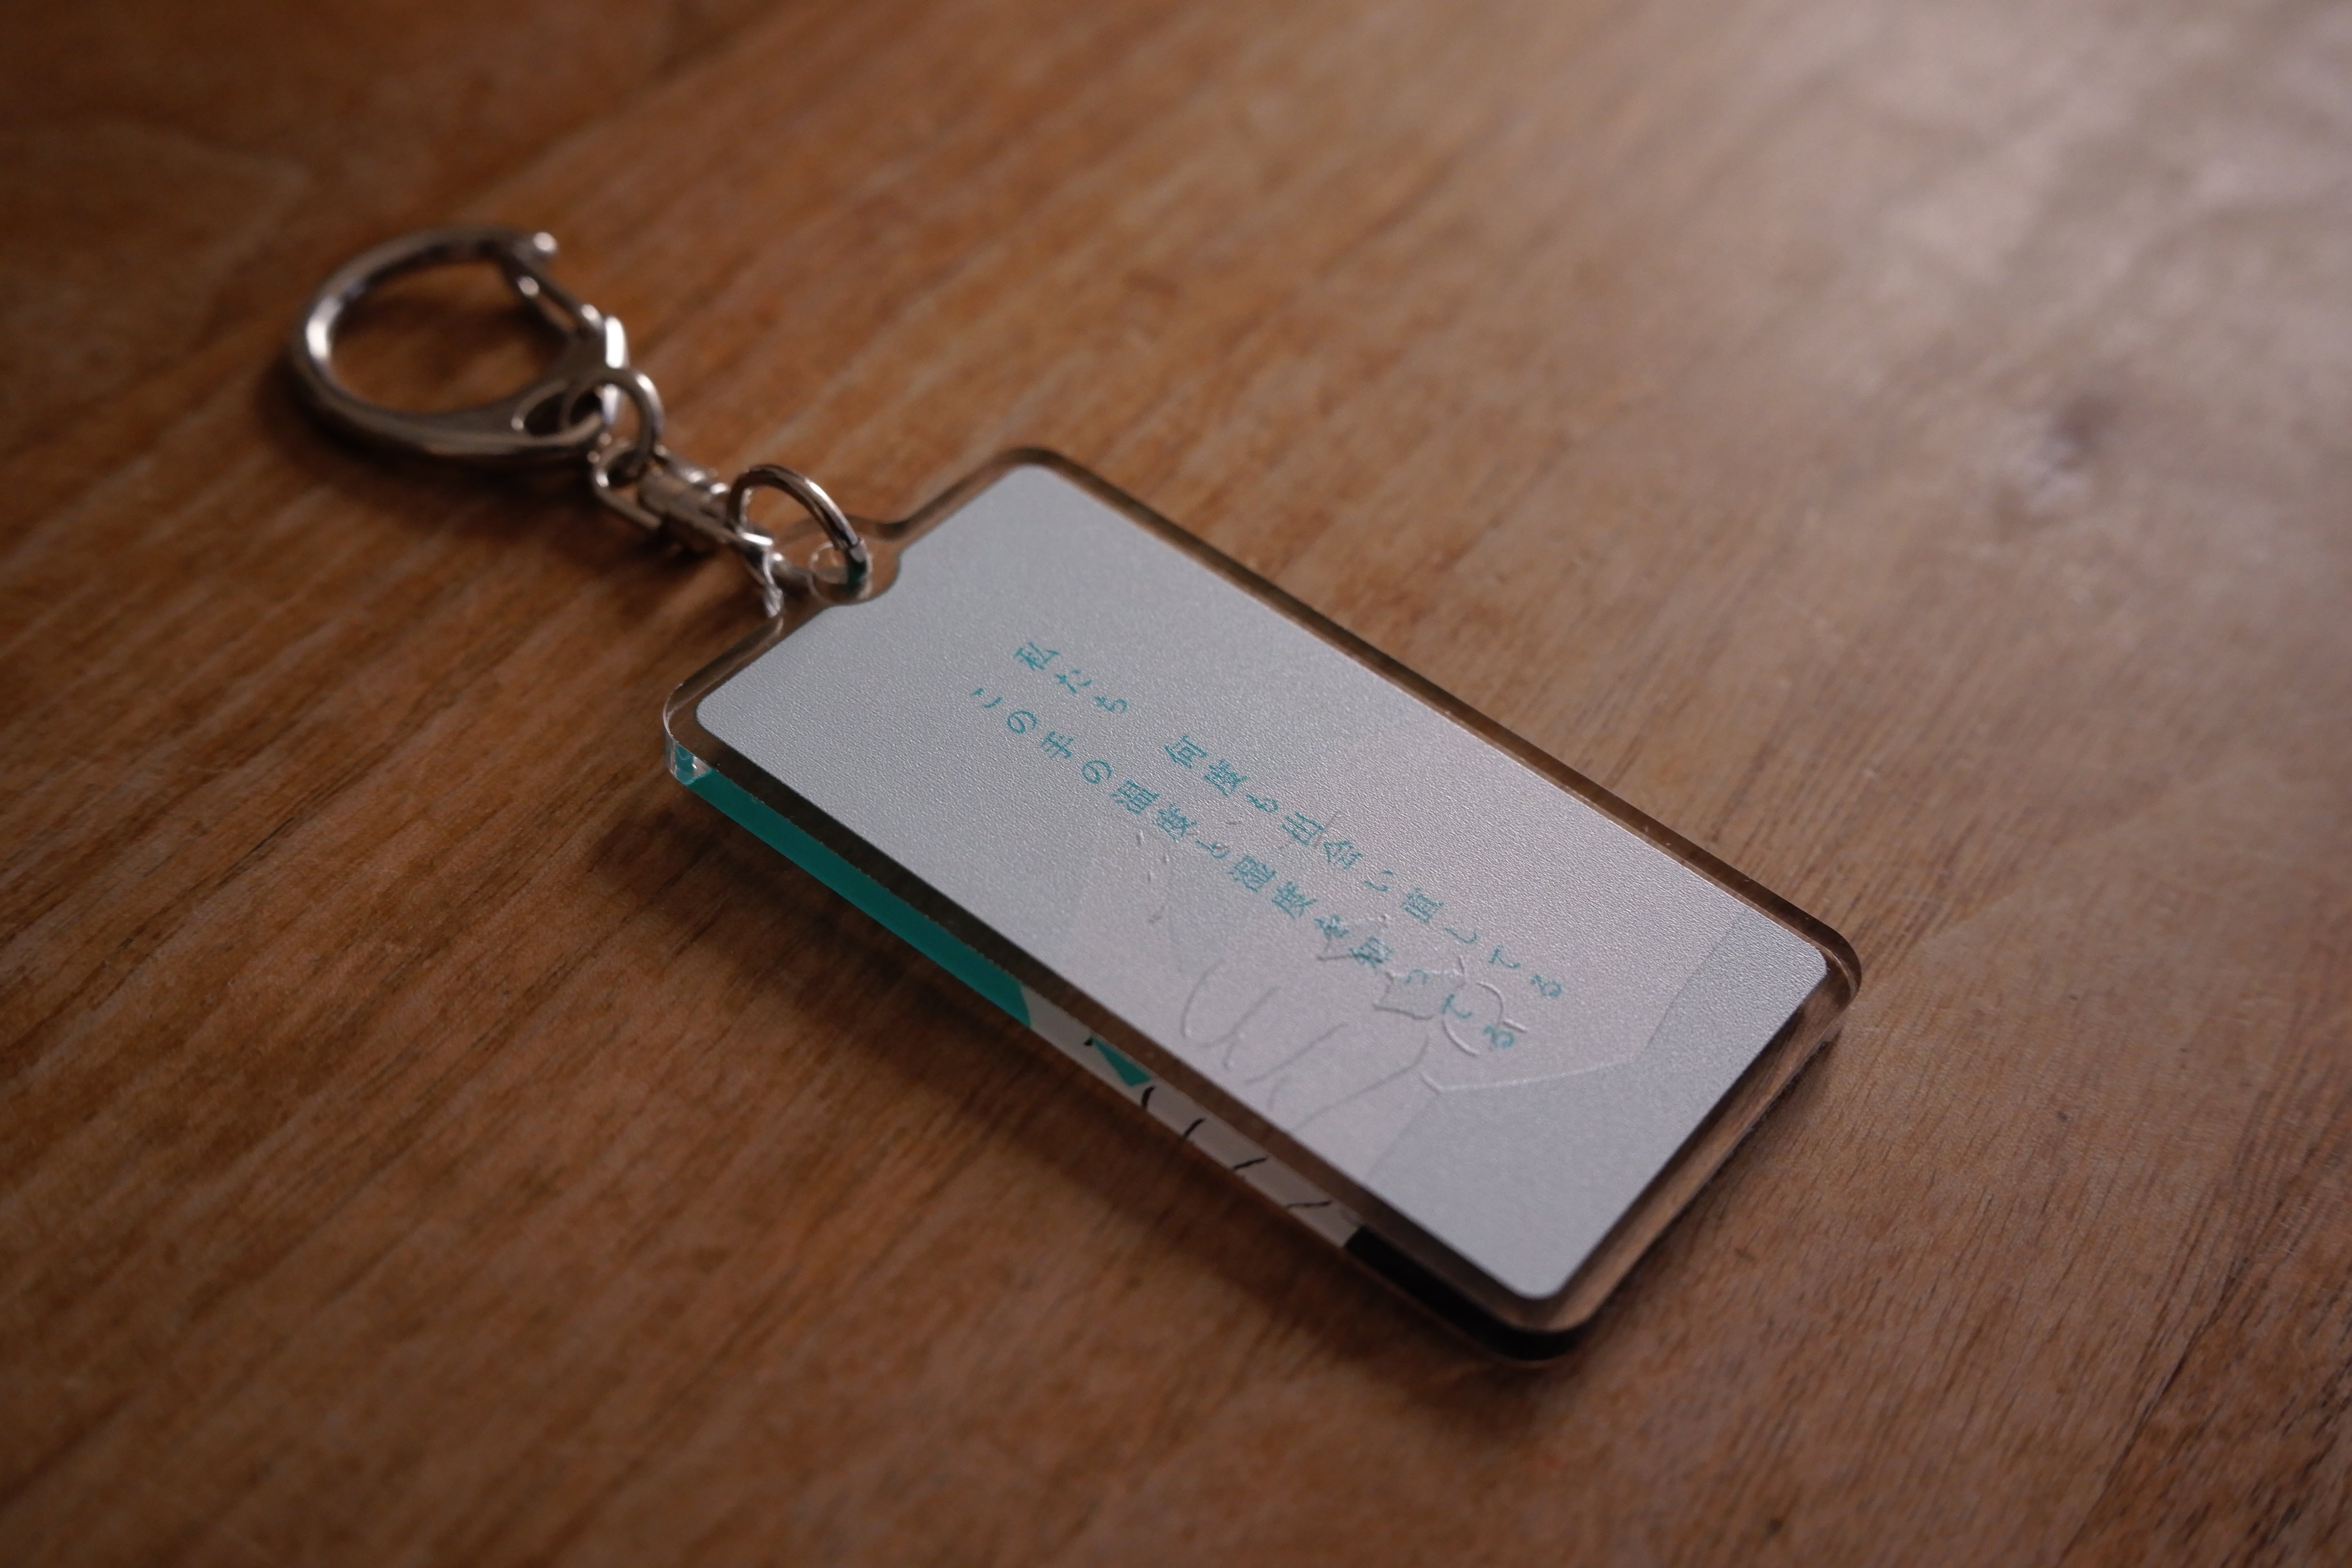 私たち　何度も出会い直してる
この手の温度も湿度も知ってる